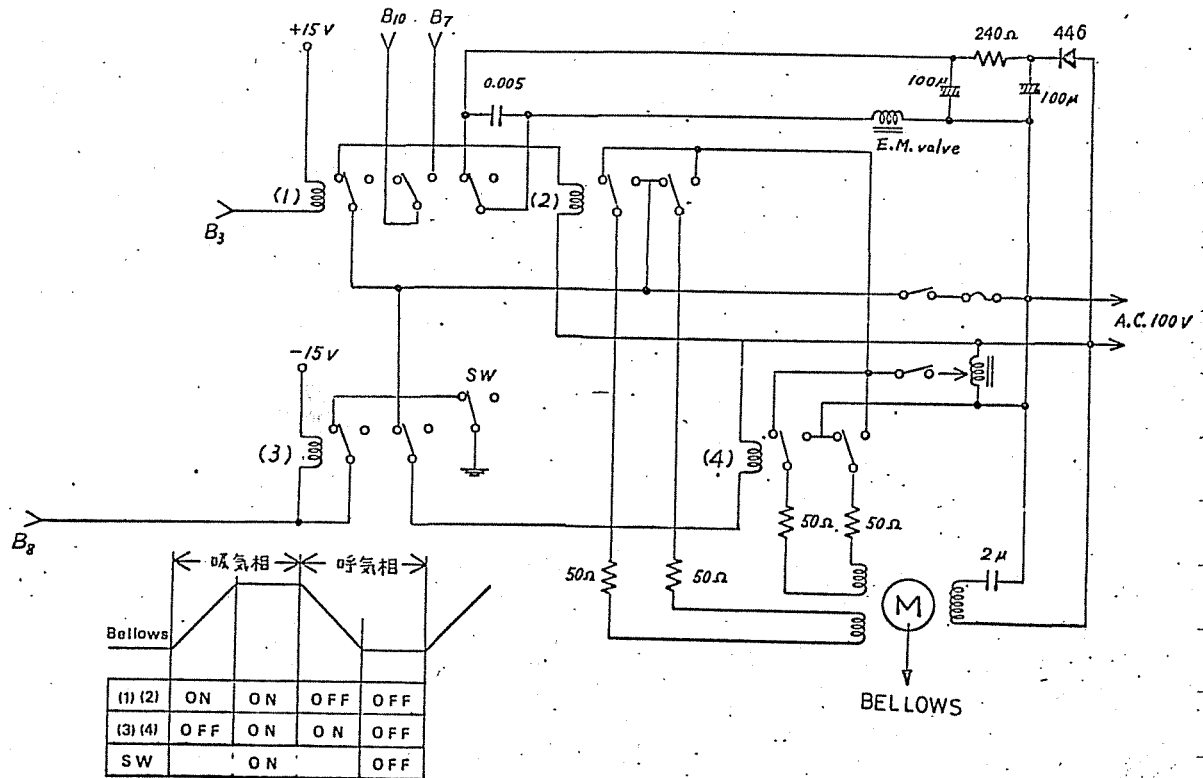 +15V
B10
B7
240Ω
446
100μ
100μ
0.005
E.M. valve
(1)
(2)
B3
A.C. 100V
-15V
SW
(3)
(4)
B8
50Ω
50Ω
50Ω
50Ω
2μ
M
BELLOWS
吸気相
呼気相
Bellows
(1) (2) ON ON OFF OFF
(3) (4) OFF ON ON OFF
SW ON OFF